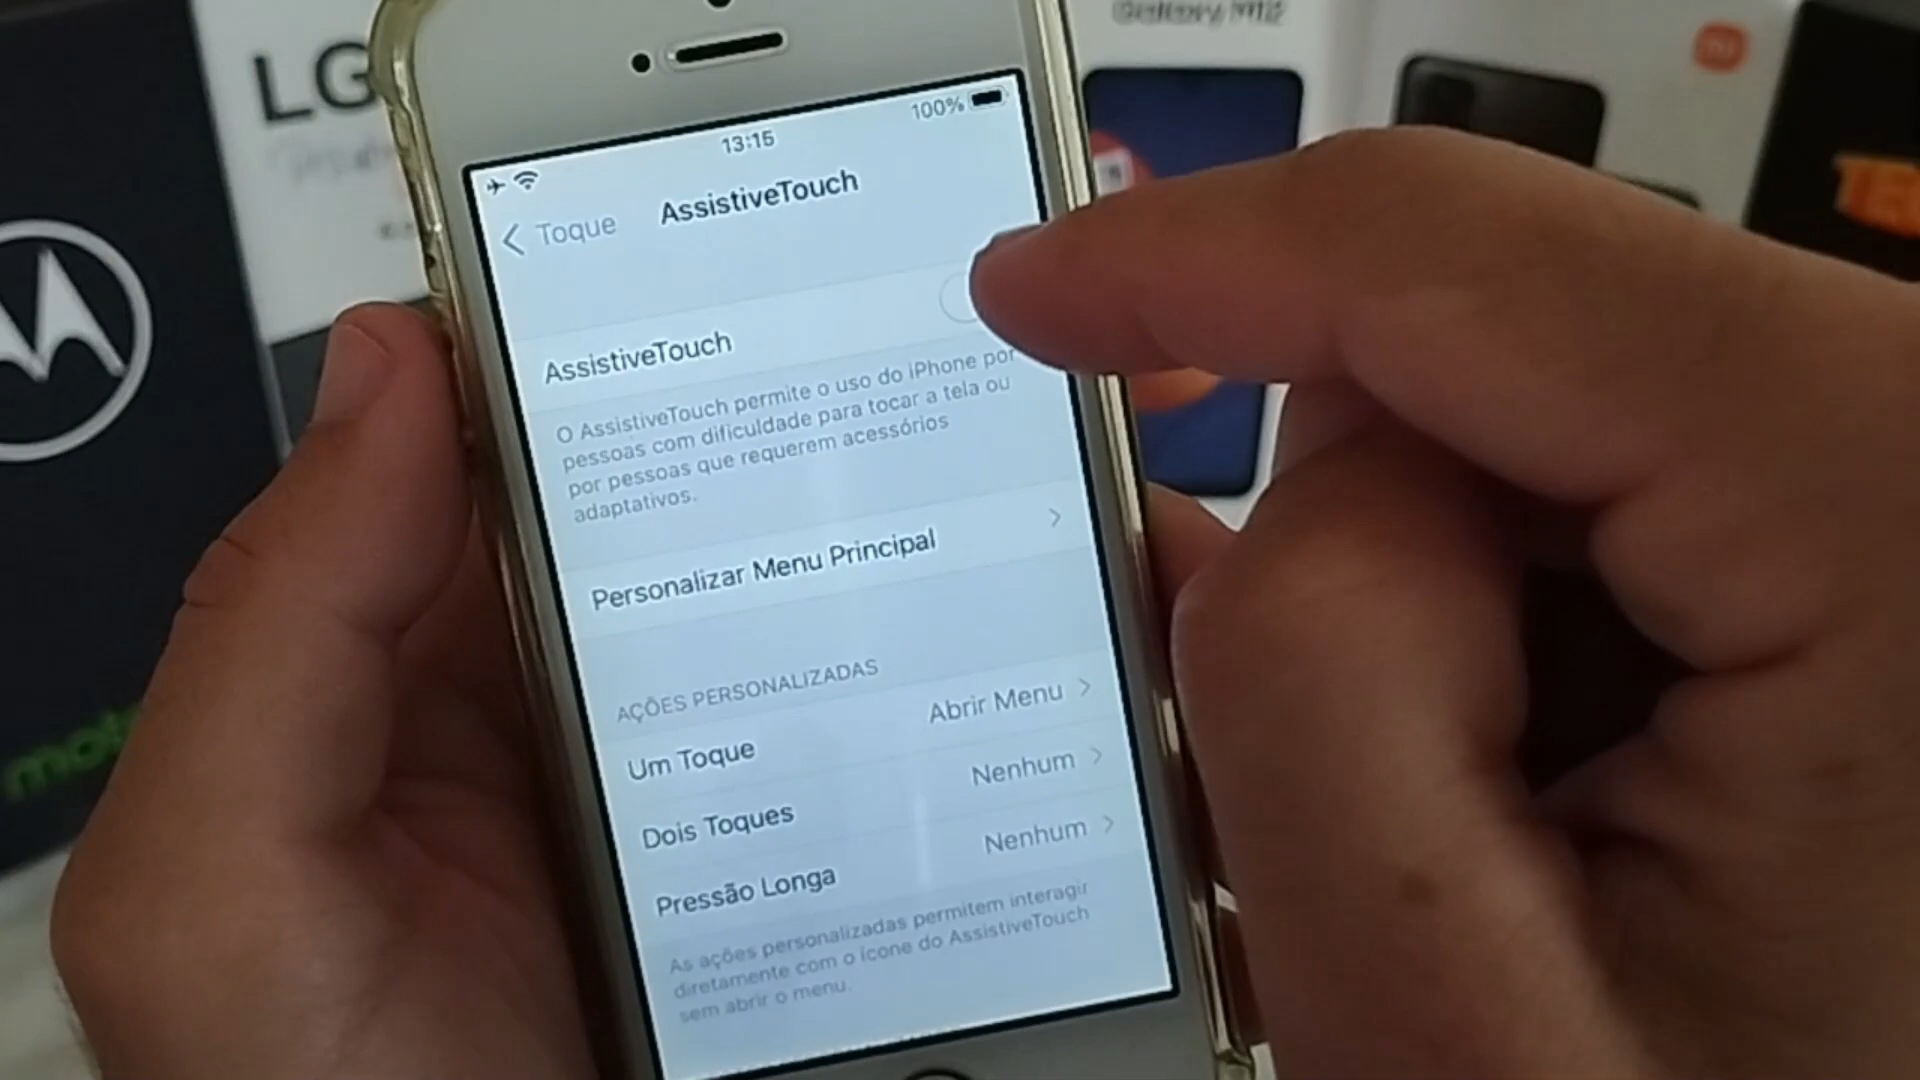 LG
Galaxy M12
100%
13:15
Toque
AssistiveTouch
AssistiveTouch
O AssistiveTouch permite o uso do iPhone por
pessoas com dificuldade para tocar a tela ou
por pessoas que requerem acessórios
adaptativos.
Personalizar Menu Principal
AÇÕES PERSONALIZADAS
Um Toque
Abrir Menu
Dois Toques
Nenhum
Pressão Longa
Nenhum
As ações personalizadas permitem interagir
diretamente com o ícone do AssistiveTouch
sem abrir o menu.